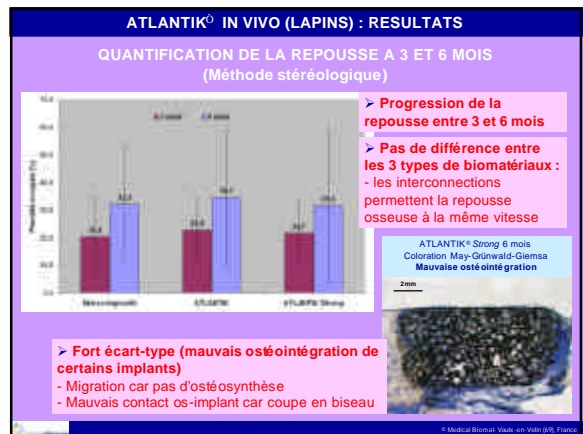 ATLANTIKÒ IN VIVO (LAPINS) : RESULTATS
QUANTIFICATION DE LA REPOUSSE A 3 ET 6 MOIS
(Méthode stéréologique)
➢ Progression de la
repousse entre 3 et 6 mois
➢ Pas de différence entre
les 3 types de biomatériaux :
- les interconnections
permettent la repousse
osseuse à la même vitesse
ATLANTIK® Strong 6 mois
Coloration May-Grünwald-Giemsa
Mauvaise ostéointégration
2mm
ATLANTIK
ATLANTIK Strong
➢ Fort écart-type (mauvais ostéointégration de
certains implants)
- Migration car pas d'ostéosynthèse
- Mauvais contact os-implant car coupe en biseau
© Medical Biomat- Vaulx-en-Velin (69), France